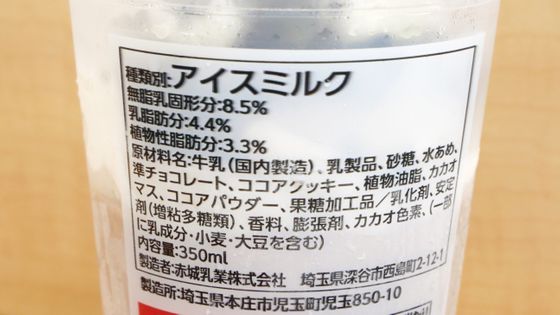 種類別:アイスミルク
無脂乳固形分:8.5%
乳脂肪分:4.4%
植物性脂肪分:3.3%
原材料名:牛乳(国内製造)、乳製品、砂糖、水あめ、
準チョコレート、ココアクッキー、植物油脂、カカオ
マス、ココアパウダー、果糖加工品/乳化剤、安定
剤(増粘多糖類)、香料、膨張剤、カカオ色素、(一部
に乳成分・小麦・大豆を含む)
内容量:350ml
製造者:赤城乳業株式会社 埼玉県深谷市西島町2-12-1
製造所:埼玉県本庄市児玉町児玉850-10